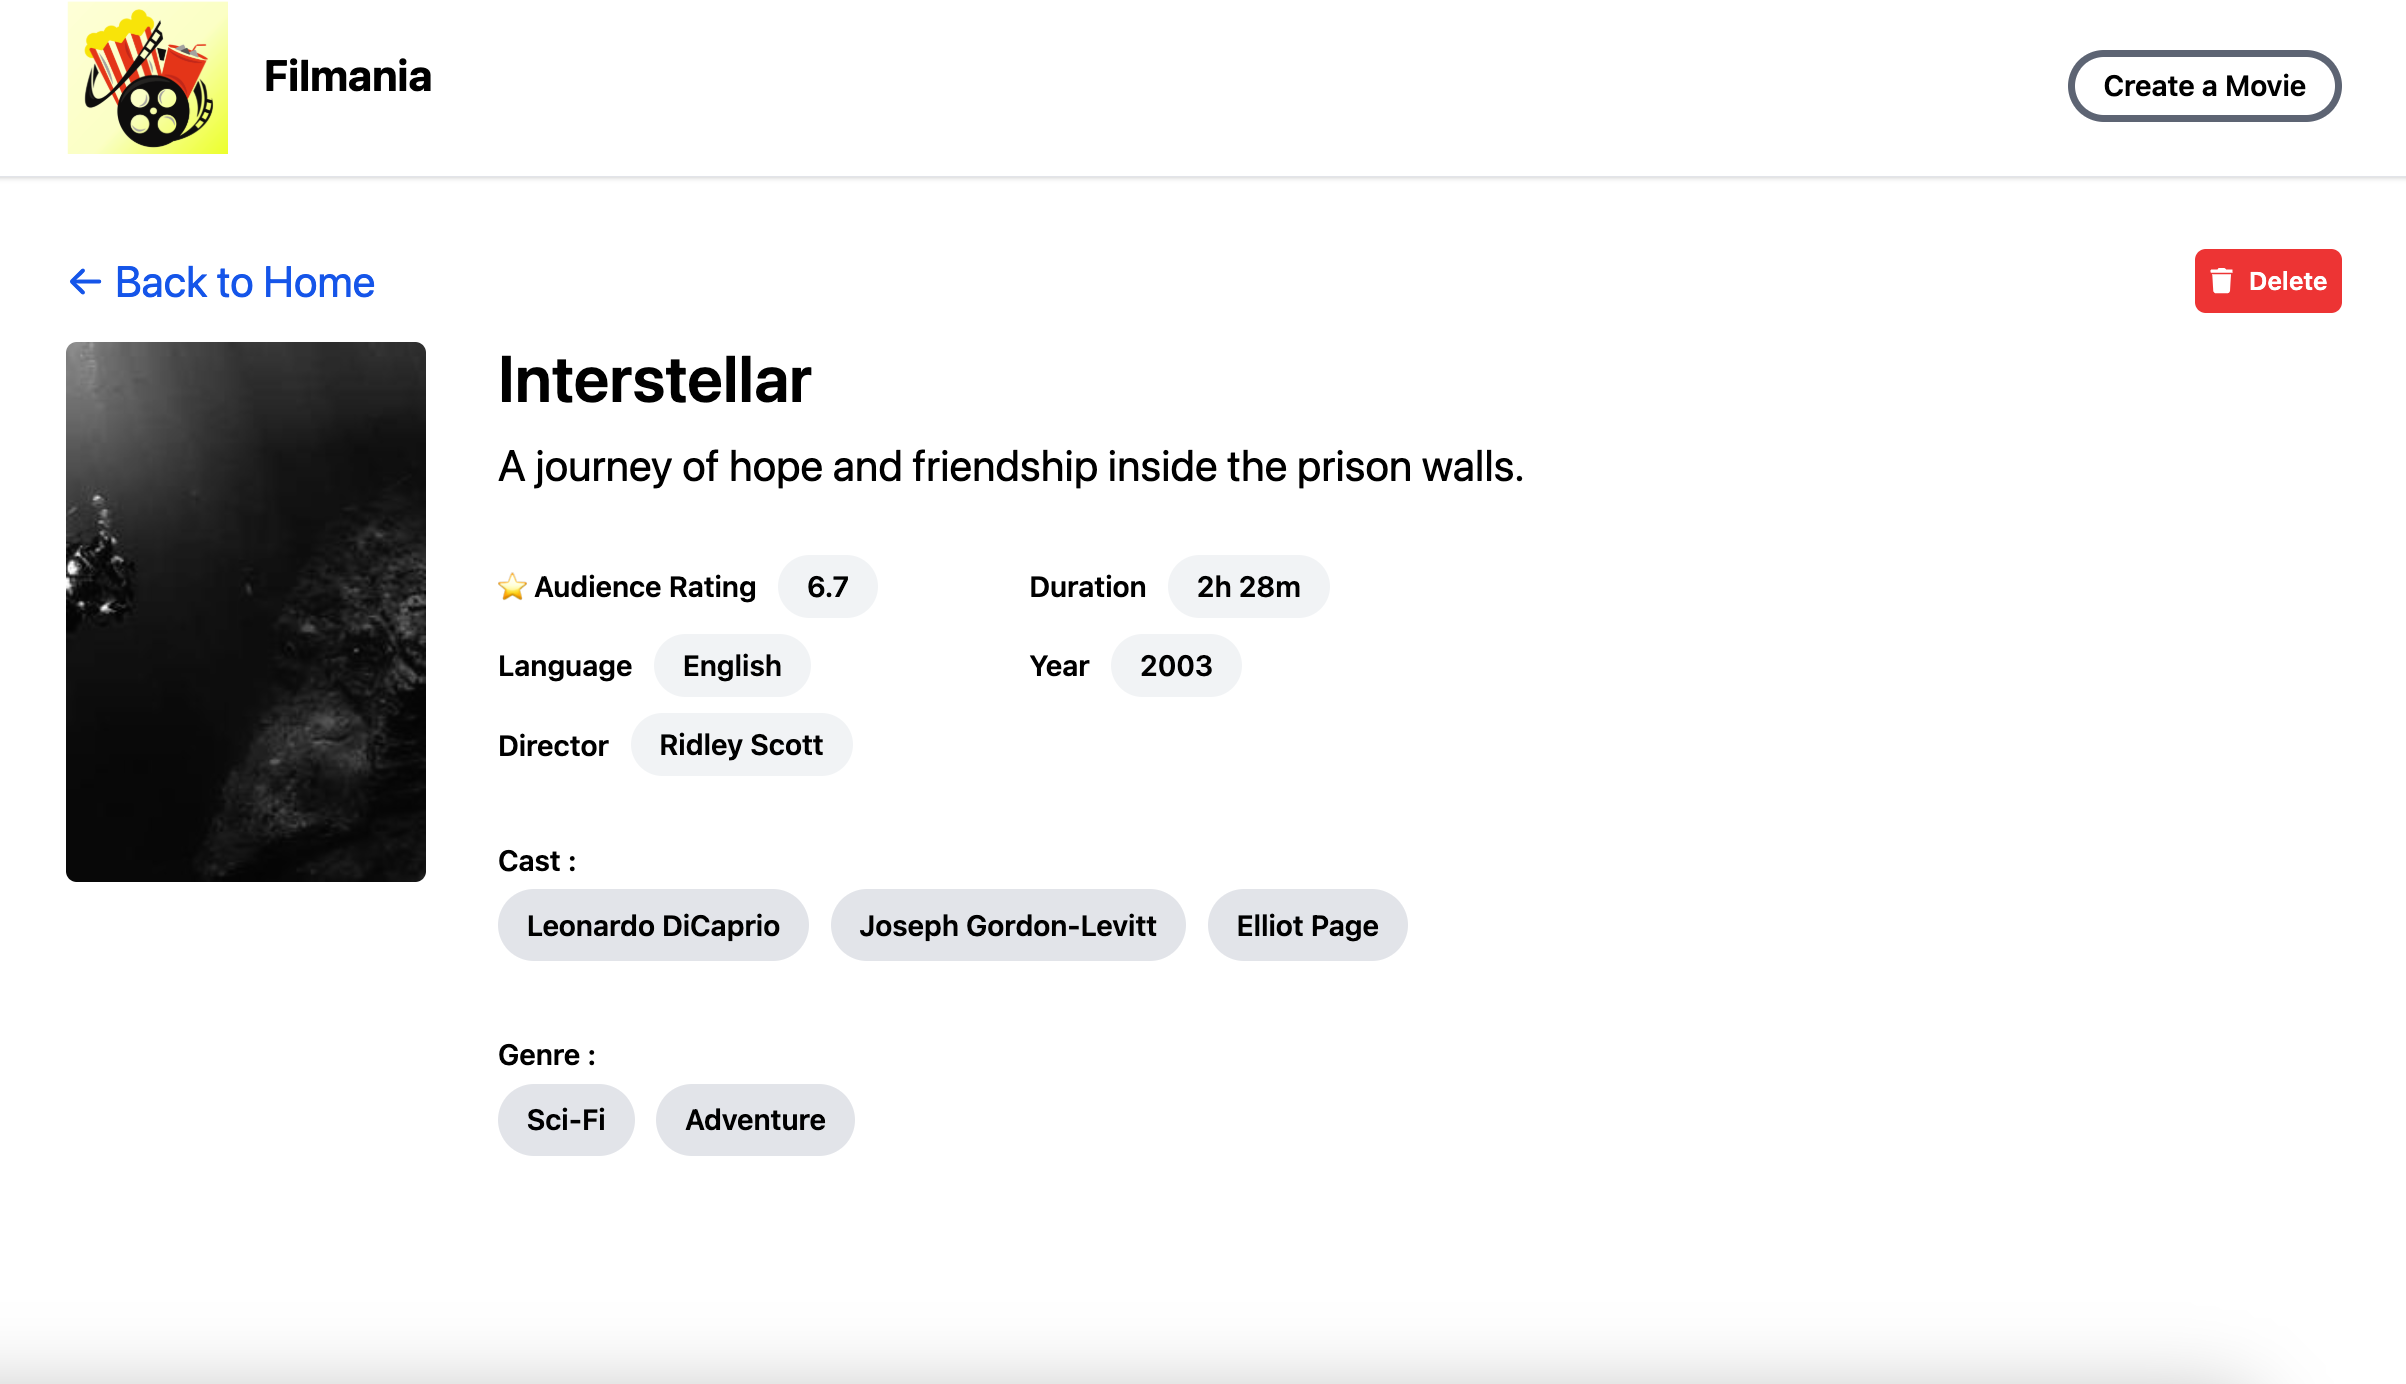 Filmania
Create a Movie
← Back to Home
Delete
Interstellar
A journey of hope and friendship inside the prison walls.
⭐ Audience Rating 6.7
Duration 2h 28m
Language English
Year 2003
Director Ridley Scott
Cast :
Leonardo DiCaprio Joseph Gordon-Levitt Elliot Page
Genre :
Sci-Fi Adventure